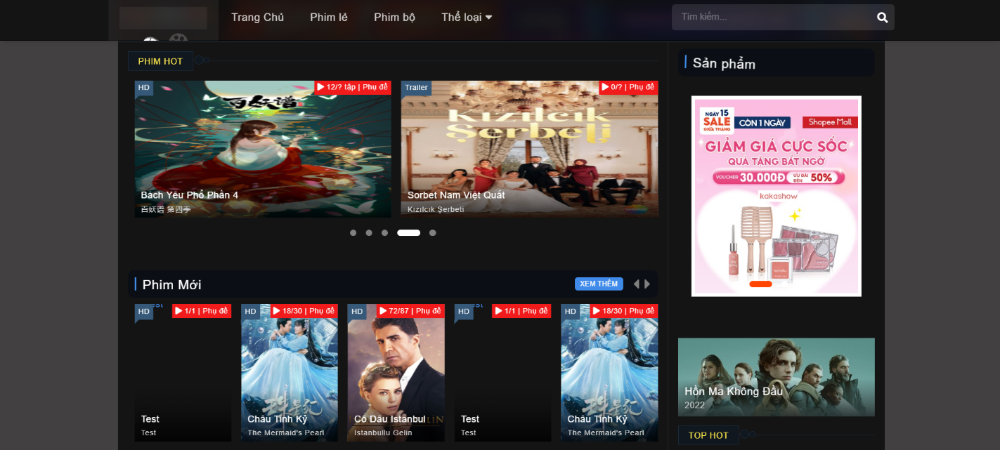 Trang Chủ
Phim lẻ
Phim bộ
Thể loại
Tìm kiếm...
PHIM HOT
HD
12/? tập | Phụ đề
百妖谱
Bách Yêu Phổ Phần 4
百妖谱 第四季
Trailer
0/? | Phụ đề
Kızılcık
Şerbeti
Sorbet Nam Việt Quất
Kızılcık Şerbeti
Phim Mới
XEM THÊM
HD
1/1 | Phụ đề
Test
Test
HD
18/30 | Phụ đề
Châu Tinh Kỷ
The Mermaid's Pearl
HD
72/87 | Phụ đề
Cô Dâu Istanbul
Istanbullu Gelin
HD
1/1 | Phụ đề
Test
Test
HD
18/30 | Phụ đề
Châu Tinh Kỷ
The Mermaid's Pearl
Sản phẩm
NGÀY 15
SALE
GIỮA THÁNG
CÒN 1 NGÀY
Shopee Mall
GIẢM GIÁ CỰC SỐC
QUÀ TẶNG BẤT NGỜ
VOUCHER 30.000Đ ƯU ĐÃI ĐẾN 50%
kakashow
Hồn Ma Không Đầu
2022
TOP HOT